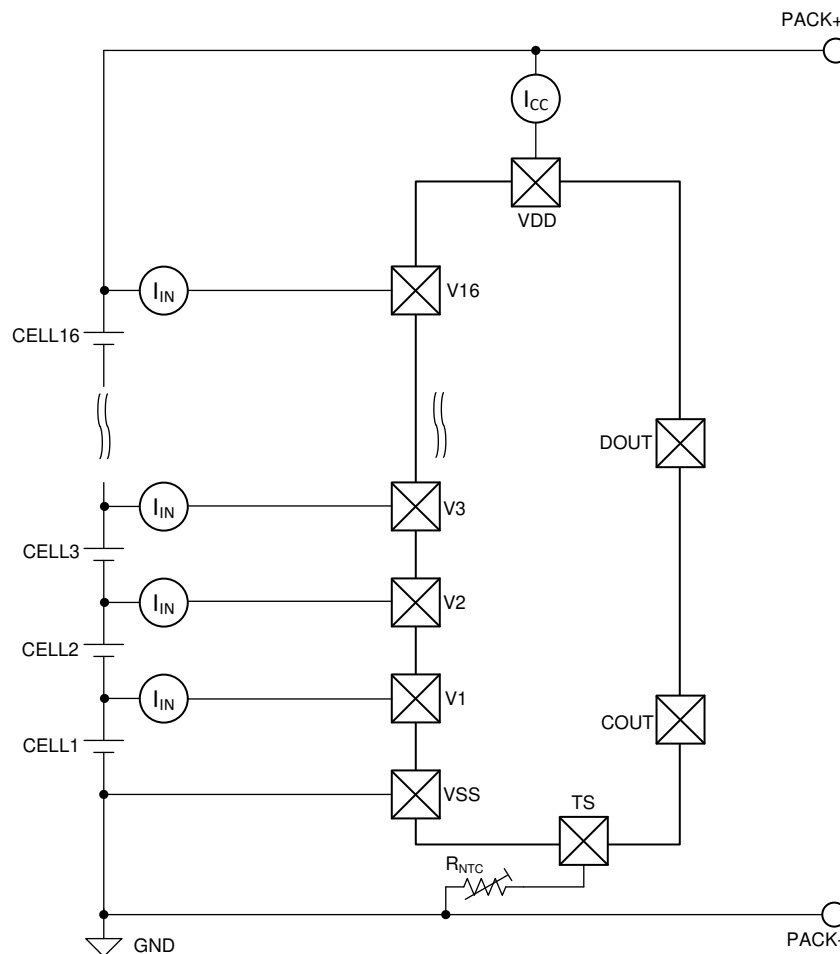 PACK+
ICC
VDD
IIN
V16
CELL16
DOUT
IIN
V3
CELL3
IIN
V2
CELL2
IIN
V1
COUT
CELL1
VSS
TS
RNTC
GND
PACK-